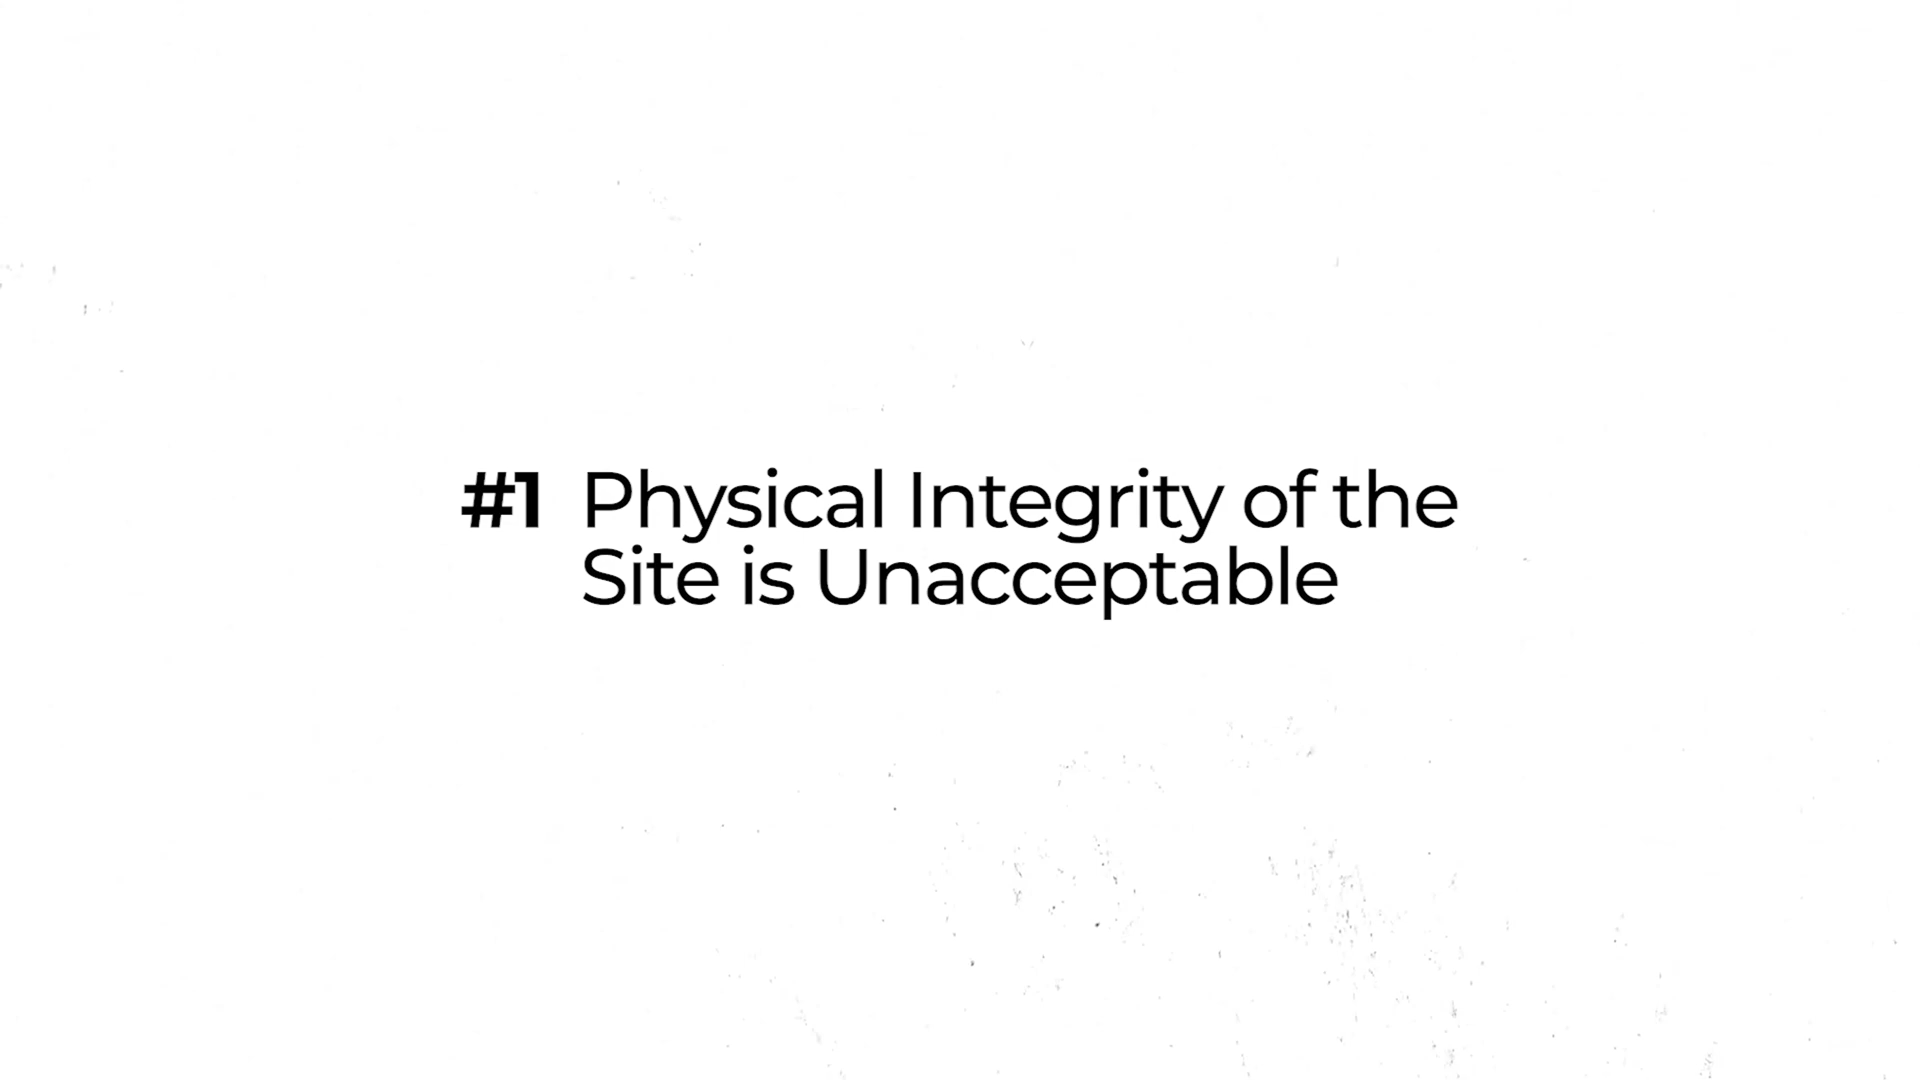 #1 Physical Integrity of the
Site is Unacceptable